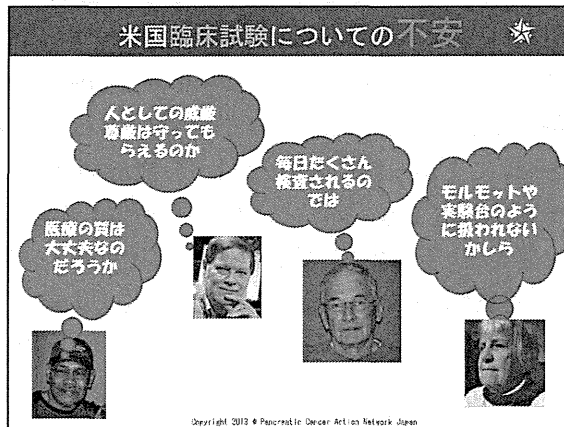 米国臨床試験についての不安
人としての威厳
尊厳は守っても
らえるのか
毎日たくさん
検査されるの
では
モルモットや
実験台のよう
に扱われない
かしら
医療の質は
大丈夫なの
だろうか
Copyright 2013 © Pancreatic Cancer Action Network Japan